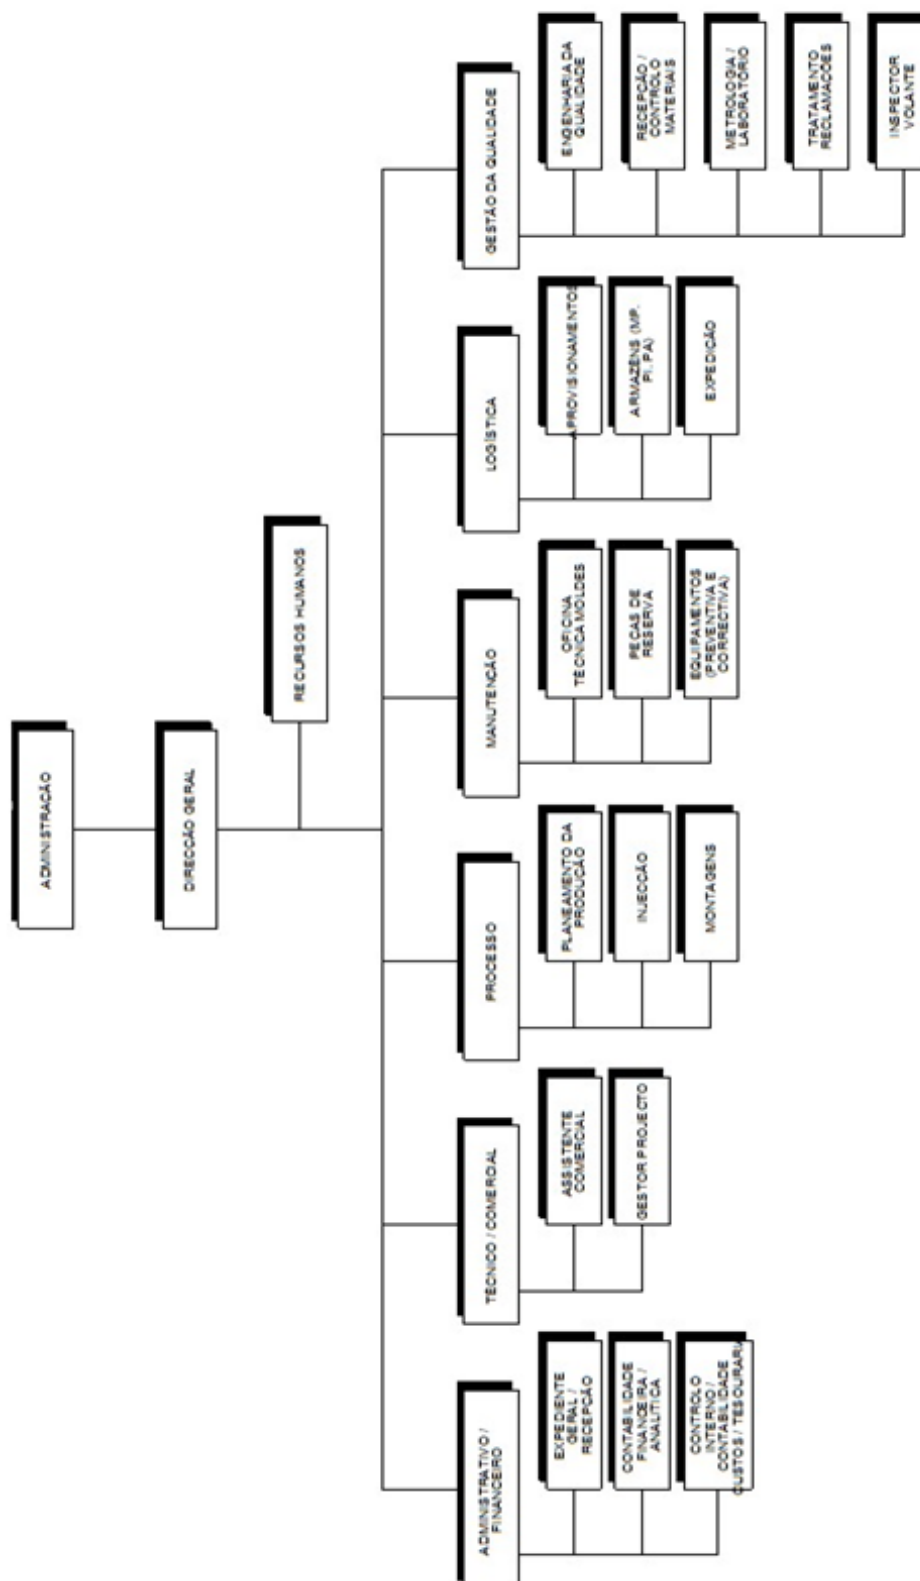 ADMINISTRAÇÃO
DIRECÇÃO GERAL
RECURSOS HUMANOS
ADMINISTRATIVO /
FINANCEIRO
EXPEDIENTE
GERAL /
RECEPÇÃO
CONTABILIDADE
FINANCEIRA /
ANALITICA
CONTROLO
INTERNO /
CONTABILIDADE
CUSTOS / TESOURARIA
TÉCNICO / COMERCIAL
ASSISTENTE
COMERCIAL
GESTOR PROJECTO
PROCESSO
PLANEAMENTO DA
PRODUÇÃO
INJECÇÃO
MONTAGENS
MANUTENÇÃO
OFICINA
TÉCNICA MOLDES
PEÇAS DE
RESERVA
EQUIPAMENTOS
(PREVENTIVA E
CORRECTIVA)
LOGÍSTICA
APROVISIONAMENTOS
ARMAZÉNS (MP,
PI, PA)
EXPEDIÇÃO
GESTÃO DA QUALIDADE
ENGENHARIA DA
QUALIDADE
RECEPÇÃO /
CONTROLO
MATERIAIS
METROLOGIA /
LABORATÓRIO
TRATAMENTO
RECLAMAÇÕES
INSPECTOR
VOLANTE